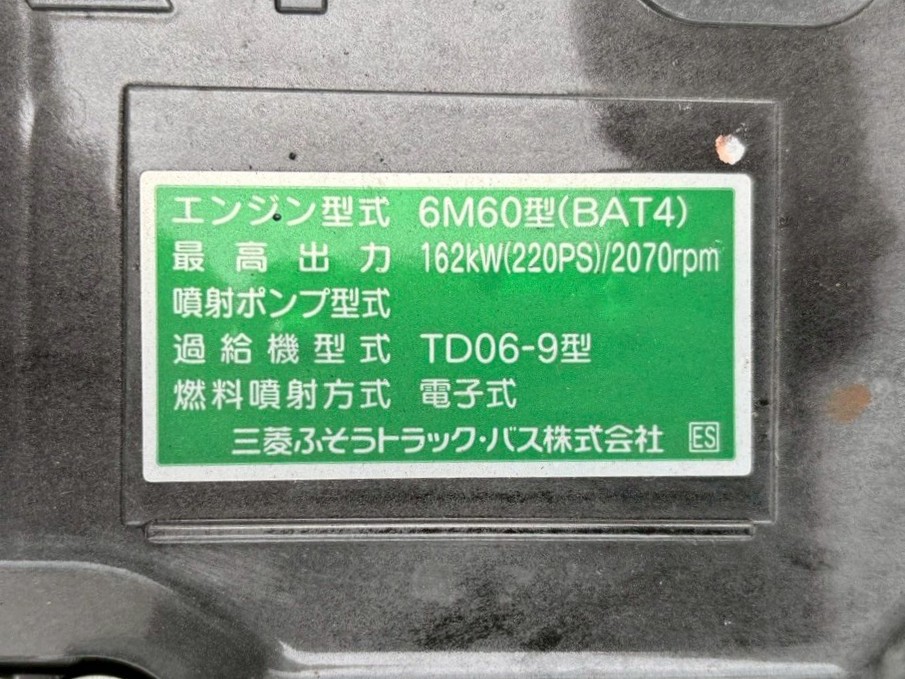 エンジン型式 6M60型(BAT4)
最高出力 162kW(220PS)/2070rpm
噴射ポンプ型式
過給機型式 TD06-9型
燃料噴射方式 電子式
三菱ふそうトラック・バス株式会社 ES